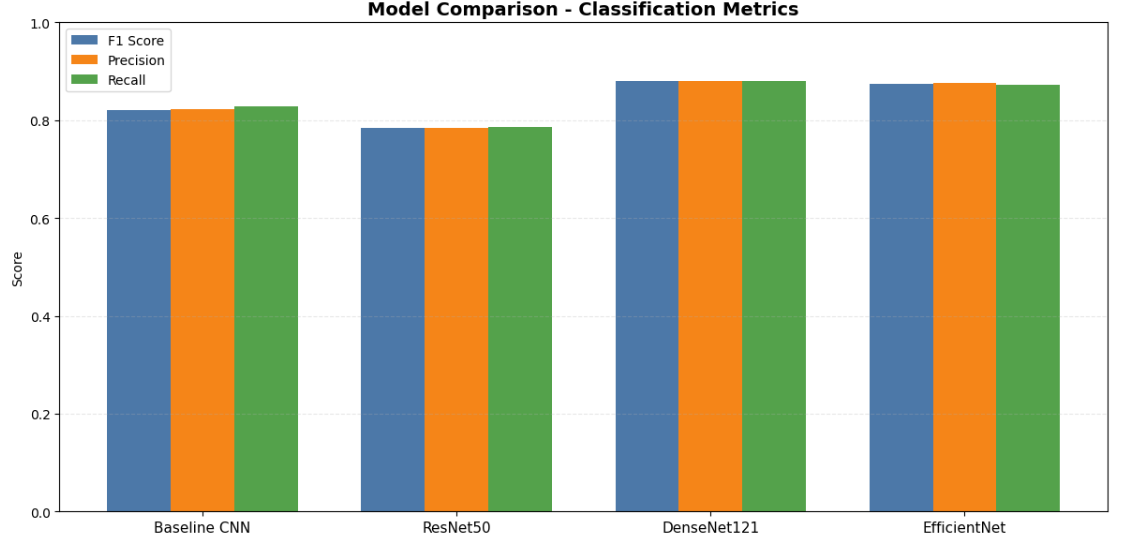 Model Comparison - Classification Metrics
1.0
F1 Score
Precision
Recall
0.8
0.6
Score
0.4
0.2
0.0
Baseline CNN
ResNet50
DenseNet121
EfficientNet